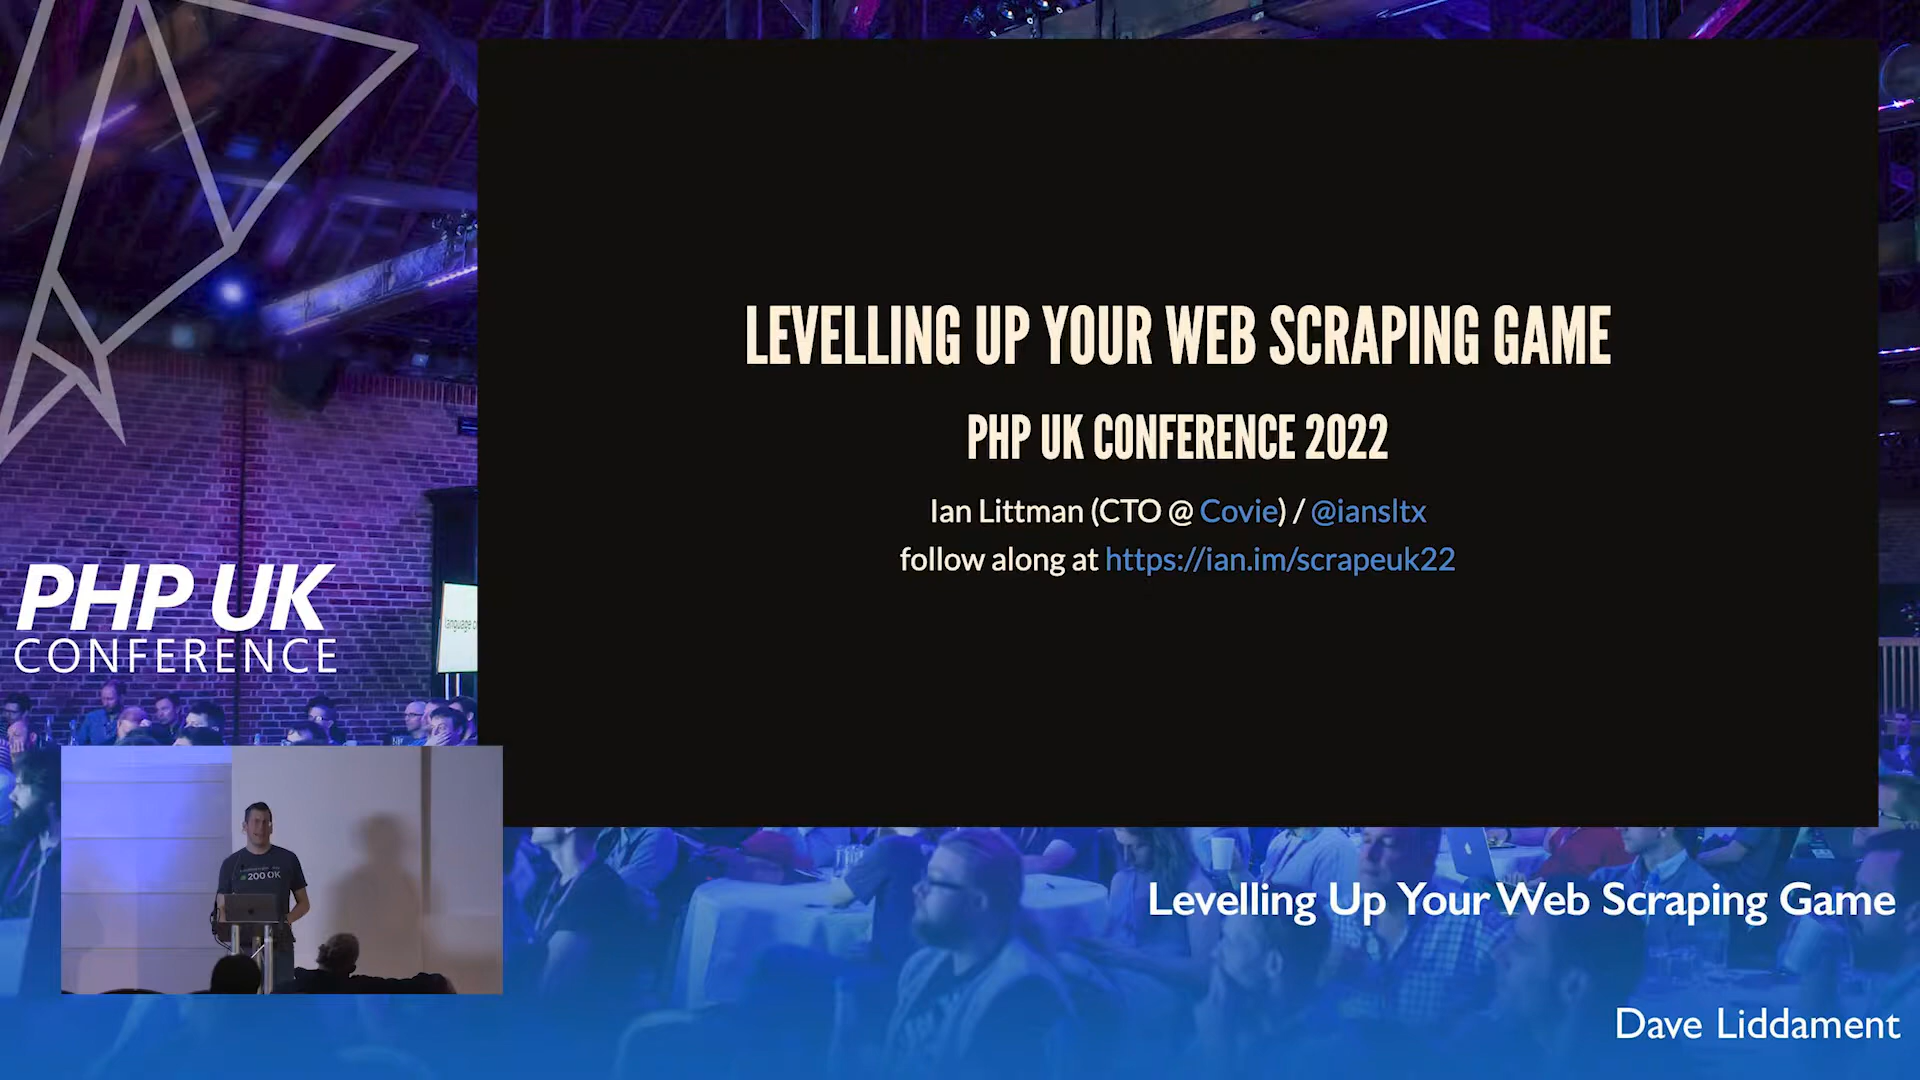 LEVELLING UP YOUR WEB SCRAPING GAME
PHP UK CONFERENCE 2022
Ian Littman (CTO @ Covie) / @iansltx
follow along at https://ian.im/scrapeuk22
PHP UK
CONFERENCE
language o
200 OK
Levelling Up Your Web Scraping Game
Dave Liddament